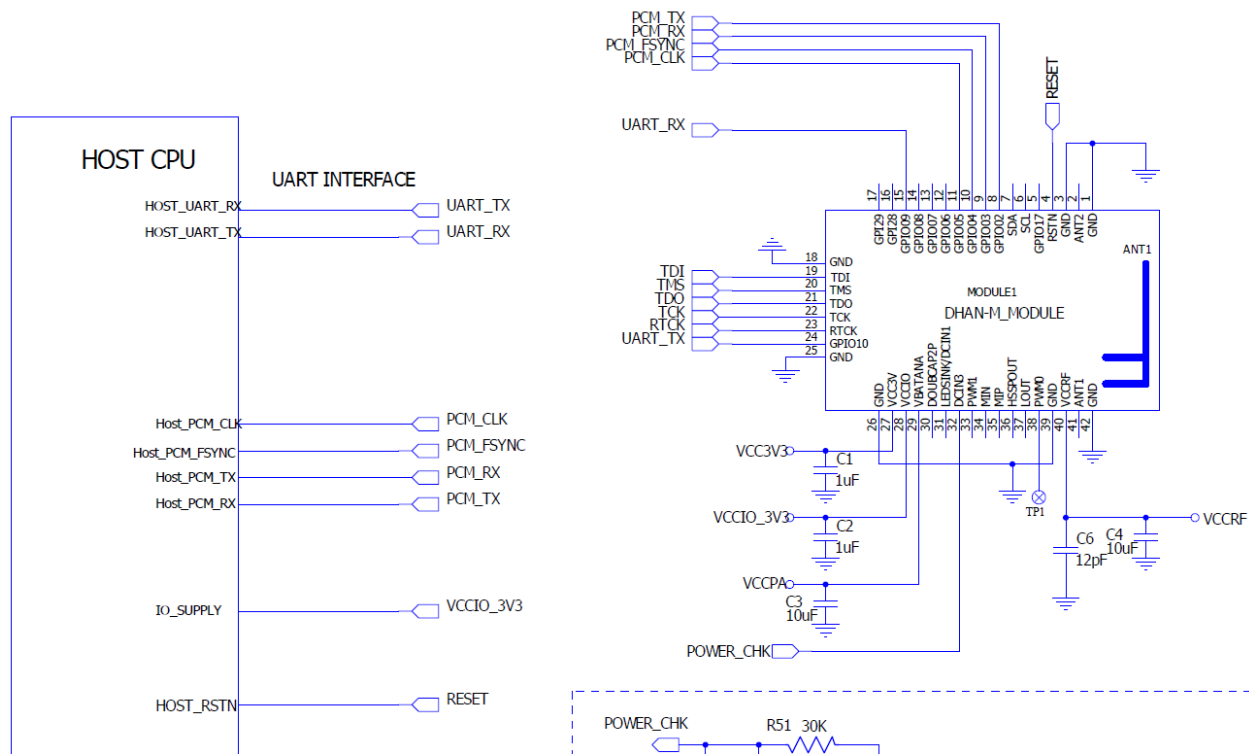 PCM_TX
PCM_RX
PCM_FSYNC
PCM_CLK
RESET
UART_RX
HOST CPU
UART INTERFACE
HOST_UART_RX
UART_TX
HOST_UART_TX
UART_RX
17 16 15 14 13 12 11 10 9 8 7 6 5 4 3 2 1
GPI29 GPI28 GPIO09 GPIO08 GPIO07 GPIO06 GPIO05 GPIO04 GPIO03 GPIO02 SDA SCL GPIO17 RSTN GND ANT2 GND
ANT1
18 GND
TDI 19 TDI
TMS 20 TMS
TDO 21 TDO
TCK 22 TCK
RTCK 23 RTCK
UART_TX 24 GPIO10
25 GND
MODULE1
DHAN-M_MODULE
GND VCC3V VCCIO VBATANA DOUBCAP2P LEDSINK/DCIN1 DCIN3 PWM1 MIN MIP HSSPOUT LOUT PWM0 GND VCCRF ANT1 GND
26 27 28 29 30 31 32 33 34 35 36 37 38 39 40 41 42
Host_PCM_CLK
PCM_CLK
Host_PCM_FSYNC
PCM_FSYNC
Host_PCM_TX
PCM_RX
Host_PCM_RX
PCM_TX
VCC3V3
C1
1uF
TP1
VCCIO_3V3
C2
1uF
VCCRF
C6
12pF
C4
10uF
VCCPA
C3
10uF
IO_SUPPLY
VCCIO_3V3
POWER_CHK
HOST_RSTN
RESET
POWER_CHK
R51 30K